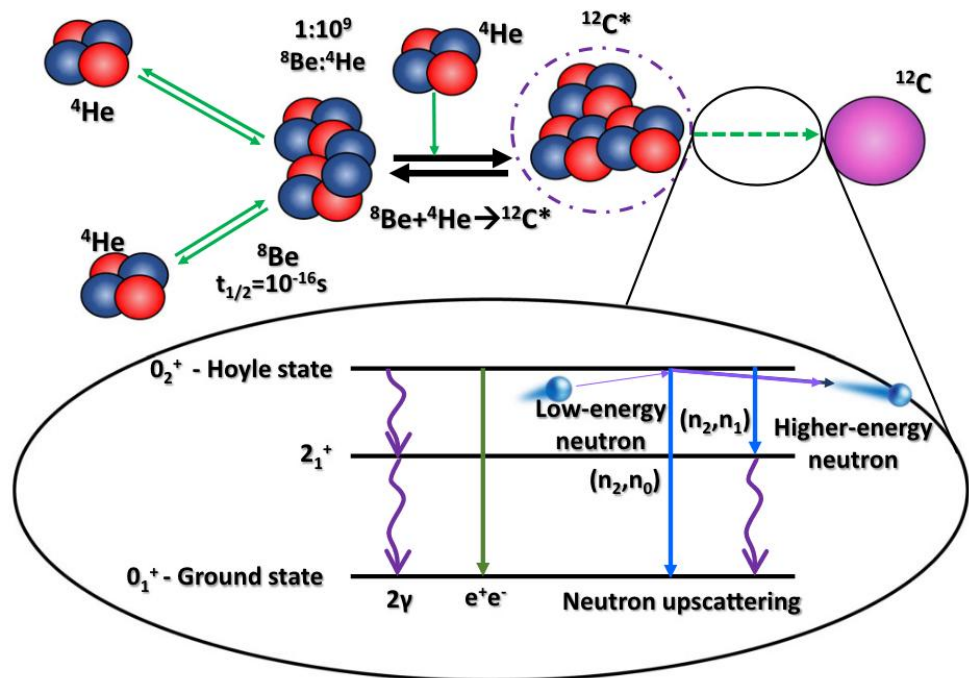 ⁴He
1:10⁹
⁸Be:⁴He
⁴He
¹²C*
¹²C
⁸Be+⁴He→¹²C*
⁴He
⁸Be
t₁/₂=10⁻¹⁶s
0₂⁺ - Hoyle state
Low-energy
neutron
(n₂,n₁)
Higher-energy
neutron
2₁⁺
(n₂,n₀)
0₁⁺ - Ground state
2γ
e⁺e⁻
Neutron upscattering